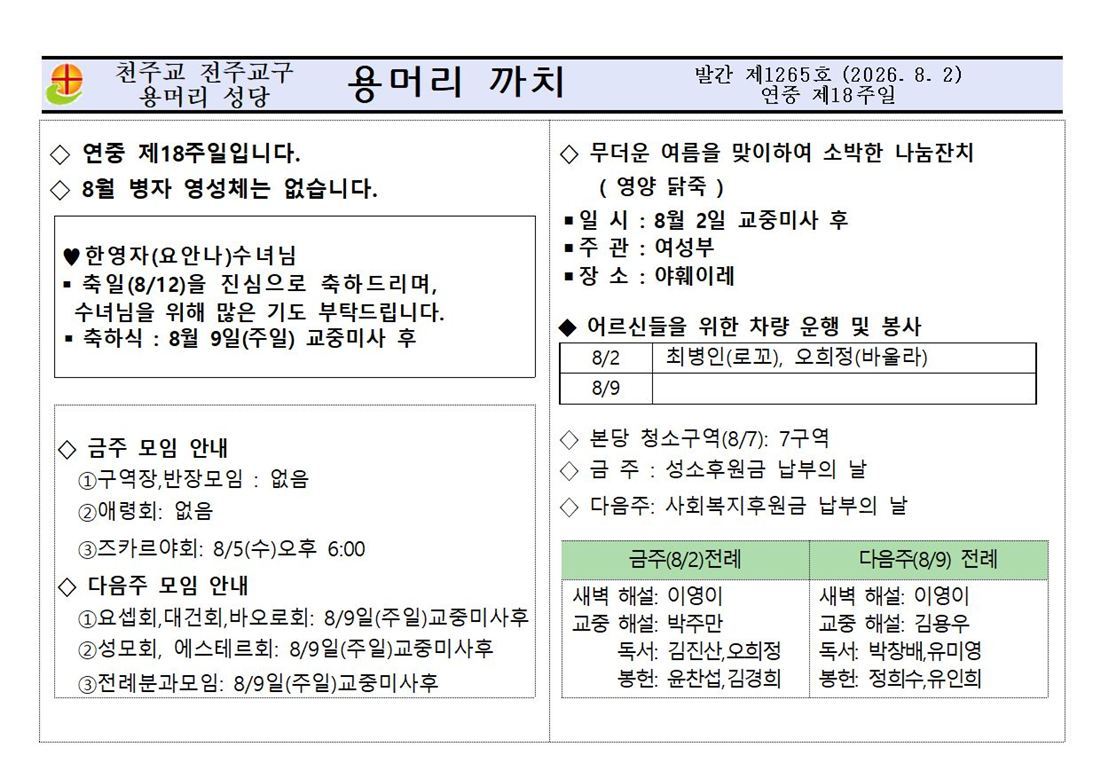 천주교 전주교구
용머리 성당
용머리 까치
발간 제1265호 (2026. 8. 2)
연중 제18주일
◇ 연중 제18주일입니다.
◇ 8월 병자 영성체는 없습니다.
♥한영자(요안나)수녀님
▪ 축일(8/12)을 진심으로 축하드리며,
수녀님을 위해 많은 기도 부탁드립니다.
▪ 축하식 : 8월 9일(주일) 교중미사 후
◇ 금주 모임 안내
①구역장,반장모임 : 없음
②애령회: 없음
③즈카르야회: 8/5(수)오후 6:00
◇ 다음주 모임 안내
①요셉회,대건회,바오로회: 8/9일(주일)교중미사후
②성모회, 에스테르회: 8/9일(주일)교중미사후
③전례분과모임: 8/9일(주일)교중미사후
◇ 무더운 여름을 맞이하여 소박한 나눔잔치
( 영양 닭죽 )
▪일 시 : 8월 2일 교중미사 후
▪주 관 : 여성부
▪장 소 : 야훼이레
◆ 어르신들을 위한 차량 운행 및 봉사
8/2 최병인(로꼬), 오희정(바울라)
8/9
◇ 본당 청소구역(8/7): 7구역
◇ 금 주 : 성소후원금 납부의 날
◇ 다음주: 사회복지후원금 납부의 날
금주(8/2)전례
새벽 해설: 이영이
교중 해설: 박주만
독서: 김진산,오희정
봉헌: 윤찬섭,김경희
다음주(8/9) 전례
새벽 해설: 이영이
교중 해설: 김용우
독서: 박창배,유미영
봉헌: 정희수,유인희